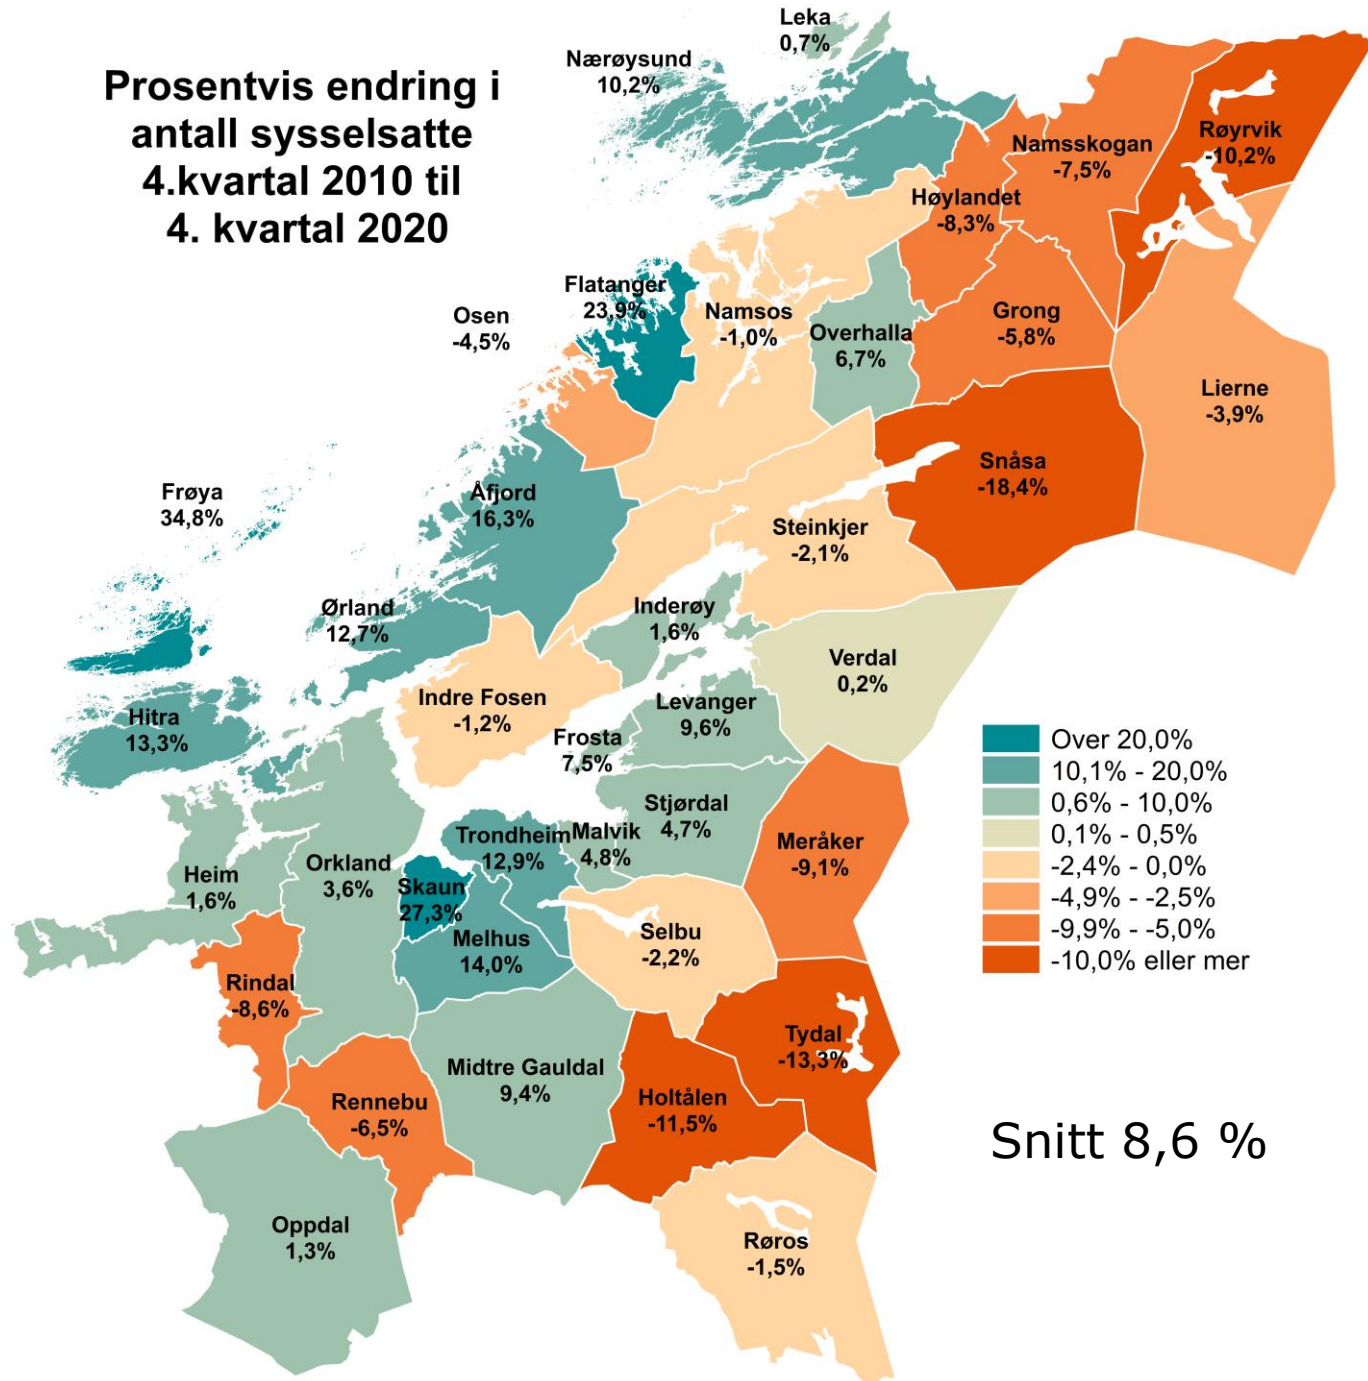 Prosentvis endring i
antall sysselsatte
4.kvartal 2010 til
4. kvartal 2020
Leka
0,7%
Nærøysund
10,2%
Namsskogan
-7,5%
Røyrvik
-10,2%
Høylandet
-8,3%
Flatanger
23,9%
Osen
-4,5%
Namsos
-1,0%
Overhalla
6,7%
Grong
-5,8%
Lierne
-3,9%
Snåsa
-18,4%
Frøya
34,8%
Åfjord
16,3%
Steinkjer
-2,1%
Ørland
12,7%
Inderøy
1,6%
Verdal
0,2%
Indre Fosen
-1,2%
Levanger
9,6%
Hitra
13,3%
Frosta
7,5%
Stjørdal
4,7%
Trondheim
12,9%
Malvik
4,8%
Meråker
-9,1%
Heim
1,6%
Orkland
3,6%
Skaun
27,3%
Melhus
14,0%
Selbu
-2,2%
Rindal
-8,6%
Tydal
-13,3%
Midtre Gauldal
9,4%
Holtålen
-11,5%
Rennebu
-6,5%
Oppdal
1,3%
Røros
-1,5%
Over 20,0%
10,1% - 20,0%
0,6% - 10,0%
0,1% - 0,5%
-2,4% - 0,0%
-4,9% - -2,5%
-9,9% - -5,0%
-10,0% eller mer
Snitt 8,6 %